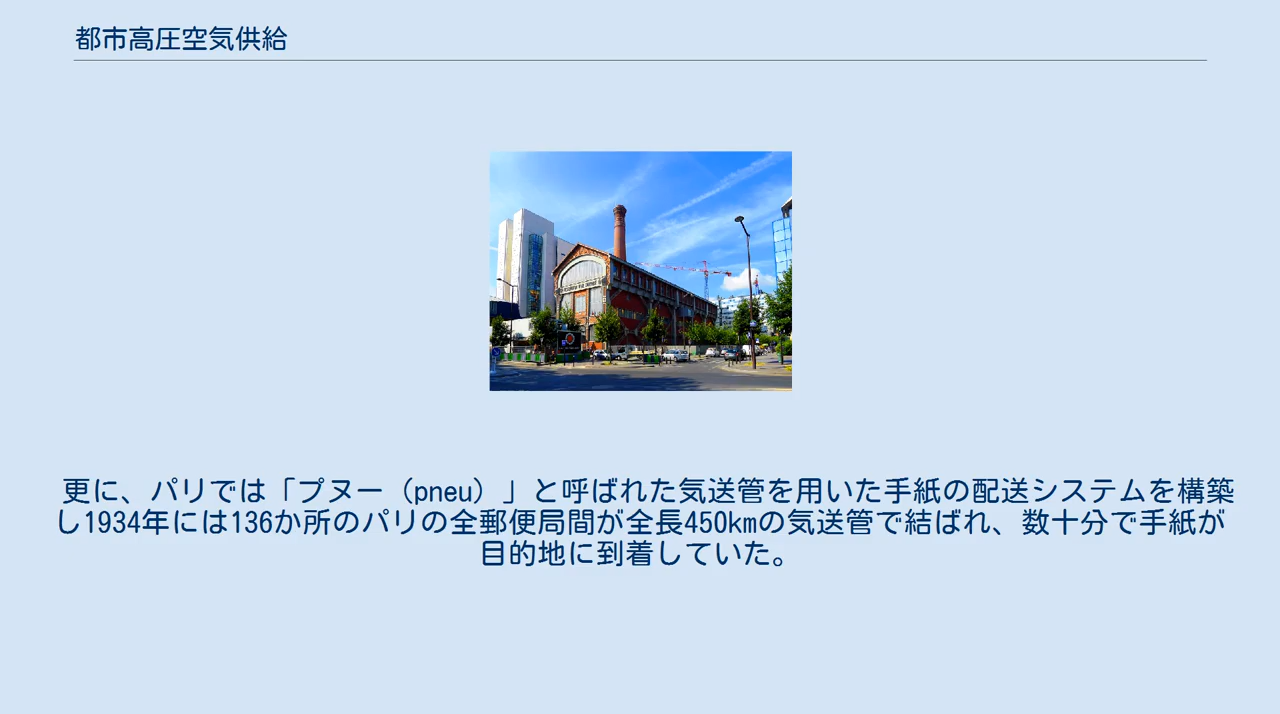 都市高圧空気供給
更に、パリでは「プヌー（pneu）」と呼ばれた気送管を用いた手紙の配送システムを構築
し1934年には136か所のパリの全郵便局間が全長450kmの気送管で結ばれ、数十分で手紙が
目的地に到着していた。